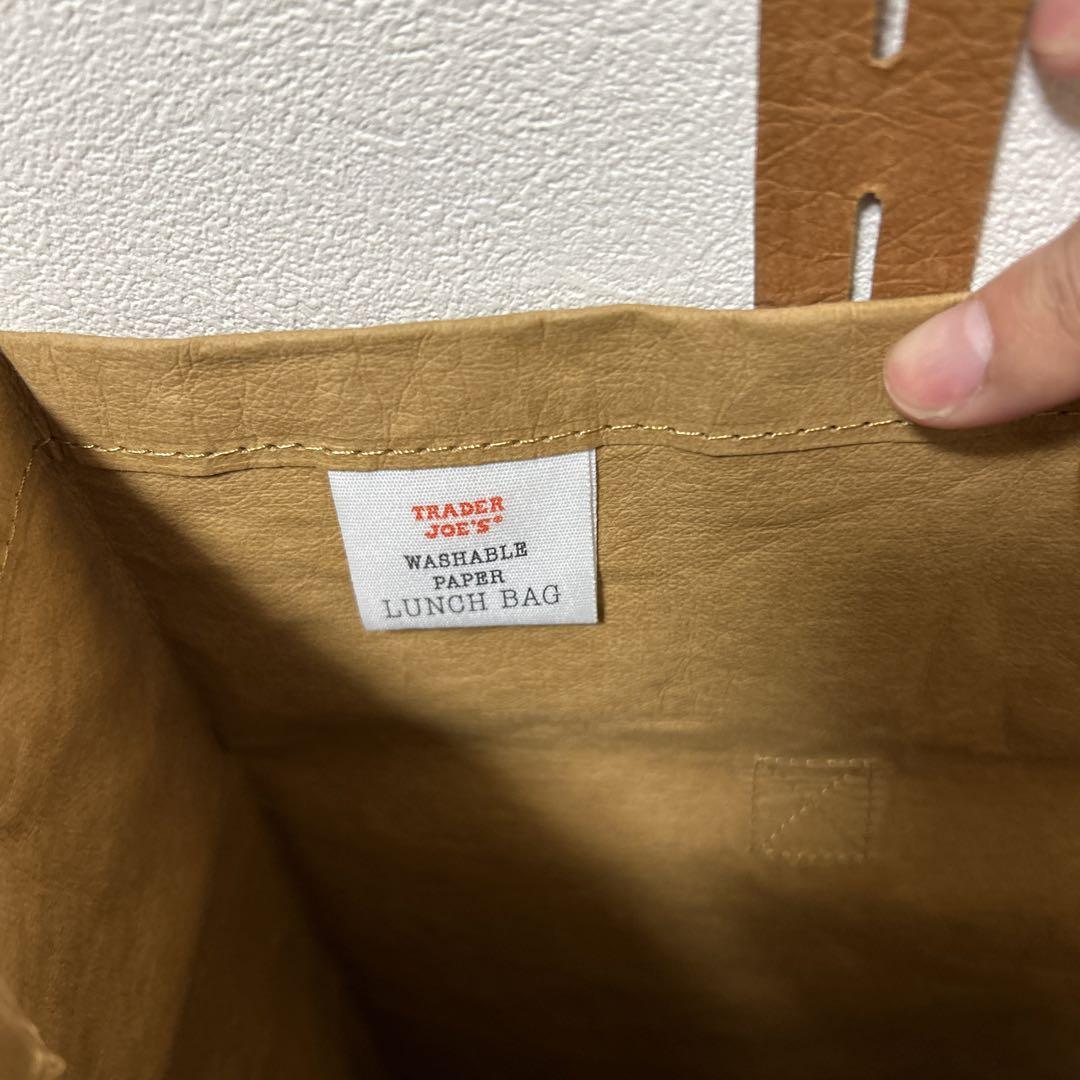 TRADER
JOE'S®
WASHABLE
PAPER
LUNCH BAG